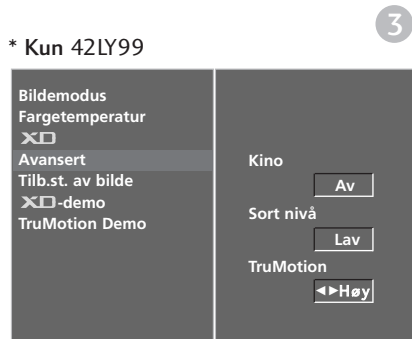 3
* Kun 42LY99
Bildemodus
Fargetemperatur
XD
Avansert
Tilb.st. av bilde
XD-demo
TruMotion Demo
Kino
Av
Sort nivå
Lav
TruMotion
◄►Høy